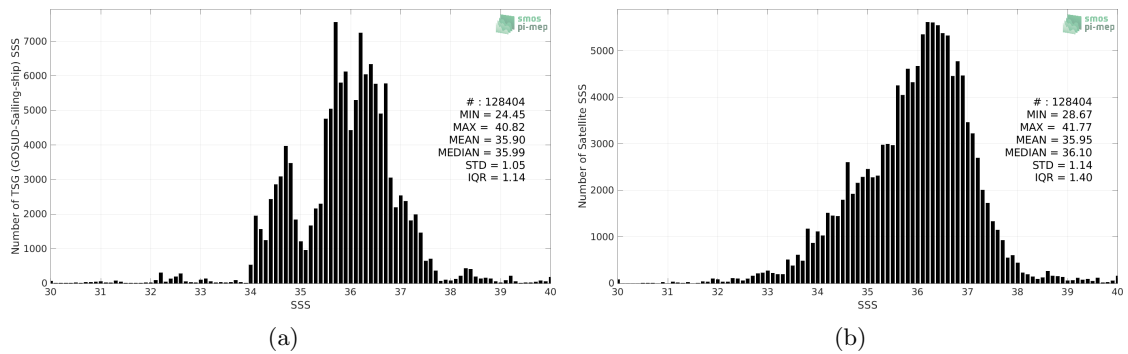 smos
pi-mep
7000
6000
5000
4000
3000
2000
1000
0
Number of TSG (GOSUD-Sailing-ship) SSS
# : 128404
MIN = 24.45
MAX = 40.82
MEAN = 35.90
MEDIAN = 35.99
STD = 1.05
IQR = 1.14
30 31 32 33 34 35 36 37 38 39 40
SSS
(a)
smos
pi-mep
5000
4000
3000
2000
1000
0
Number of Satellite SSS
# : 128404
MIN = 28.67
MAX = 41.77
MEAN = 35.95
MEDIAN = 36.10
STD = 1.14
IQR = 1.40
30 31 32 33 34 35 36 37 38 39 40
SSS
(b)